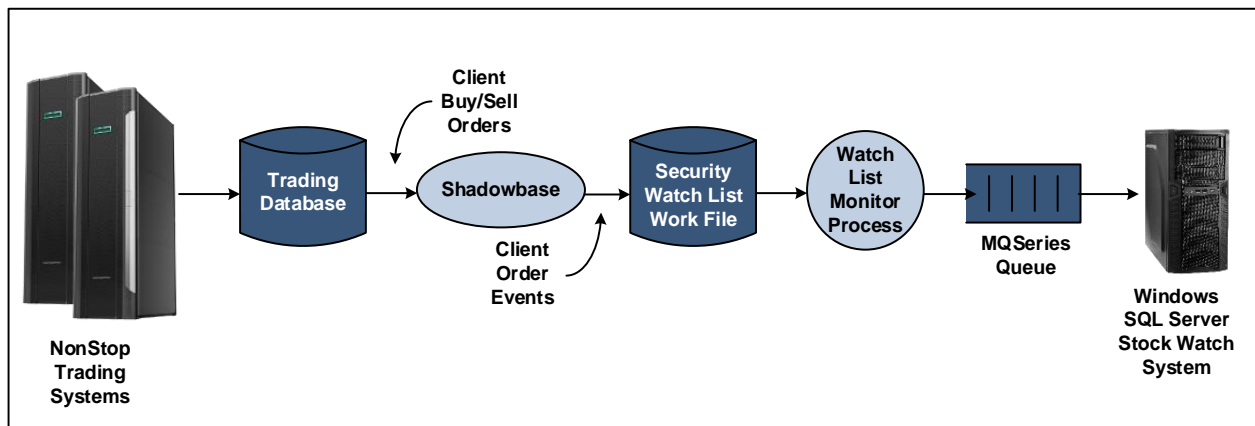 NonStop
Trading
Systems
Trading
Database
Client
Buy/Sell
Orders
Shadowbase
Client
Order
Events
Security
Watch List
Work File
Watch
List
Monitor
Process
MQSeries
Queue
Windows
SQL Server
Stock Watch
System